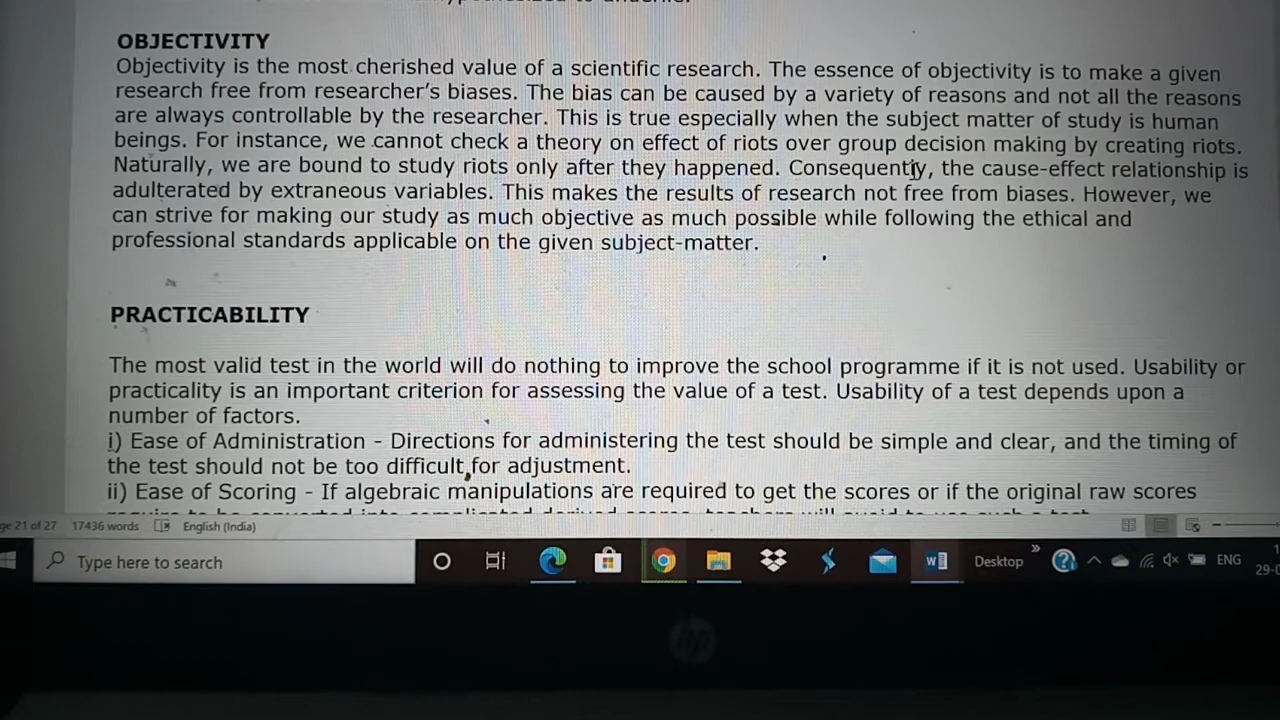 OBJECTIVITY
Objectivity is the most cherished value of a scientific research. The essence of objectivity is to make a given
research free from researcher's biases. The bias can be caused by a variety of reasons and not all the reasons
are always controllable by the researcher. This is true especially when the subject matter of study is human
beings. For instance, we cannot check a theory on effect of riots over group decision making by creating riots.
Naturally, we are bound to study riots only after they happened. Consequently, the cause-effect relationship is
adulterated by extraneous variables. This makes the results of research not free from biases. However, we
can strive for making our study as much objective as much possible while following the ethical and
professional standards applicable on the given subject-matter.
PRACTICABILITY
The most valid test in the world will do nothing to improve the school programme if it is not used. Usability or
practicality is an important criterion for assessing the value of a test. Usability of a test depends upon a
number of factors.
i) Ease of Administration - Directions for administering the test should be simple and clear, and the timing of
the test should not be too difficult for adjustment.
ii) Ease of Scoring - If algebraic manipulations are required to get the scores or if the original raw scores
21 of 27 17436 words English (India)
Type here to search Desktop ENG
hp